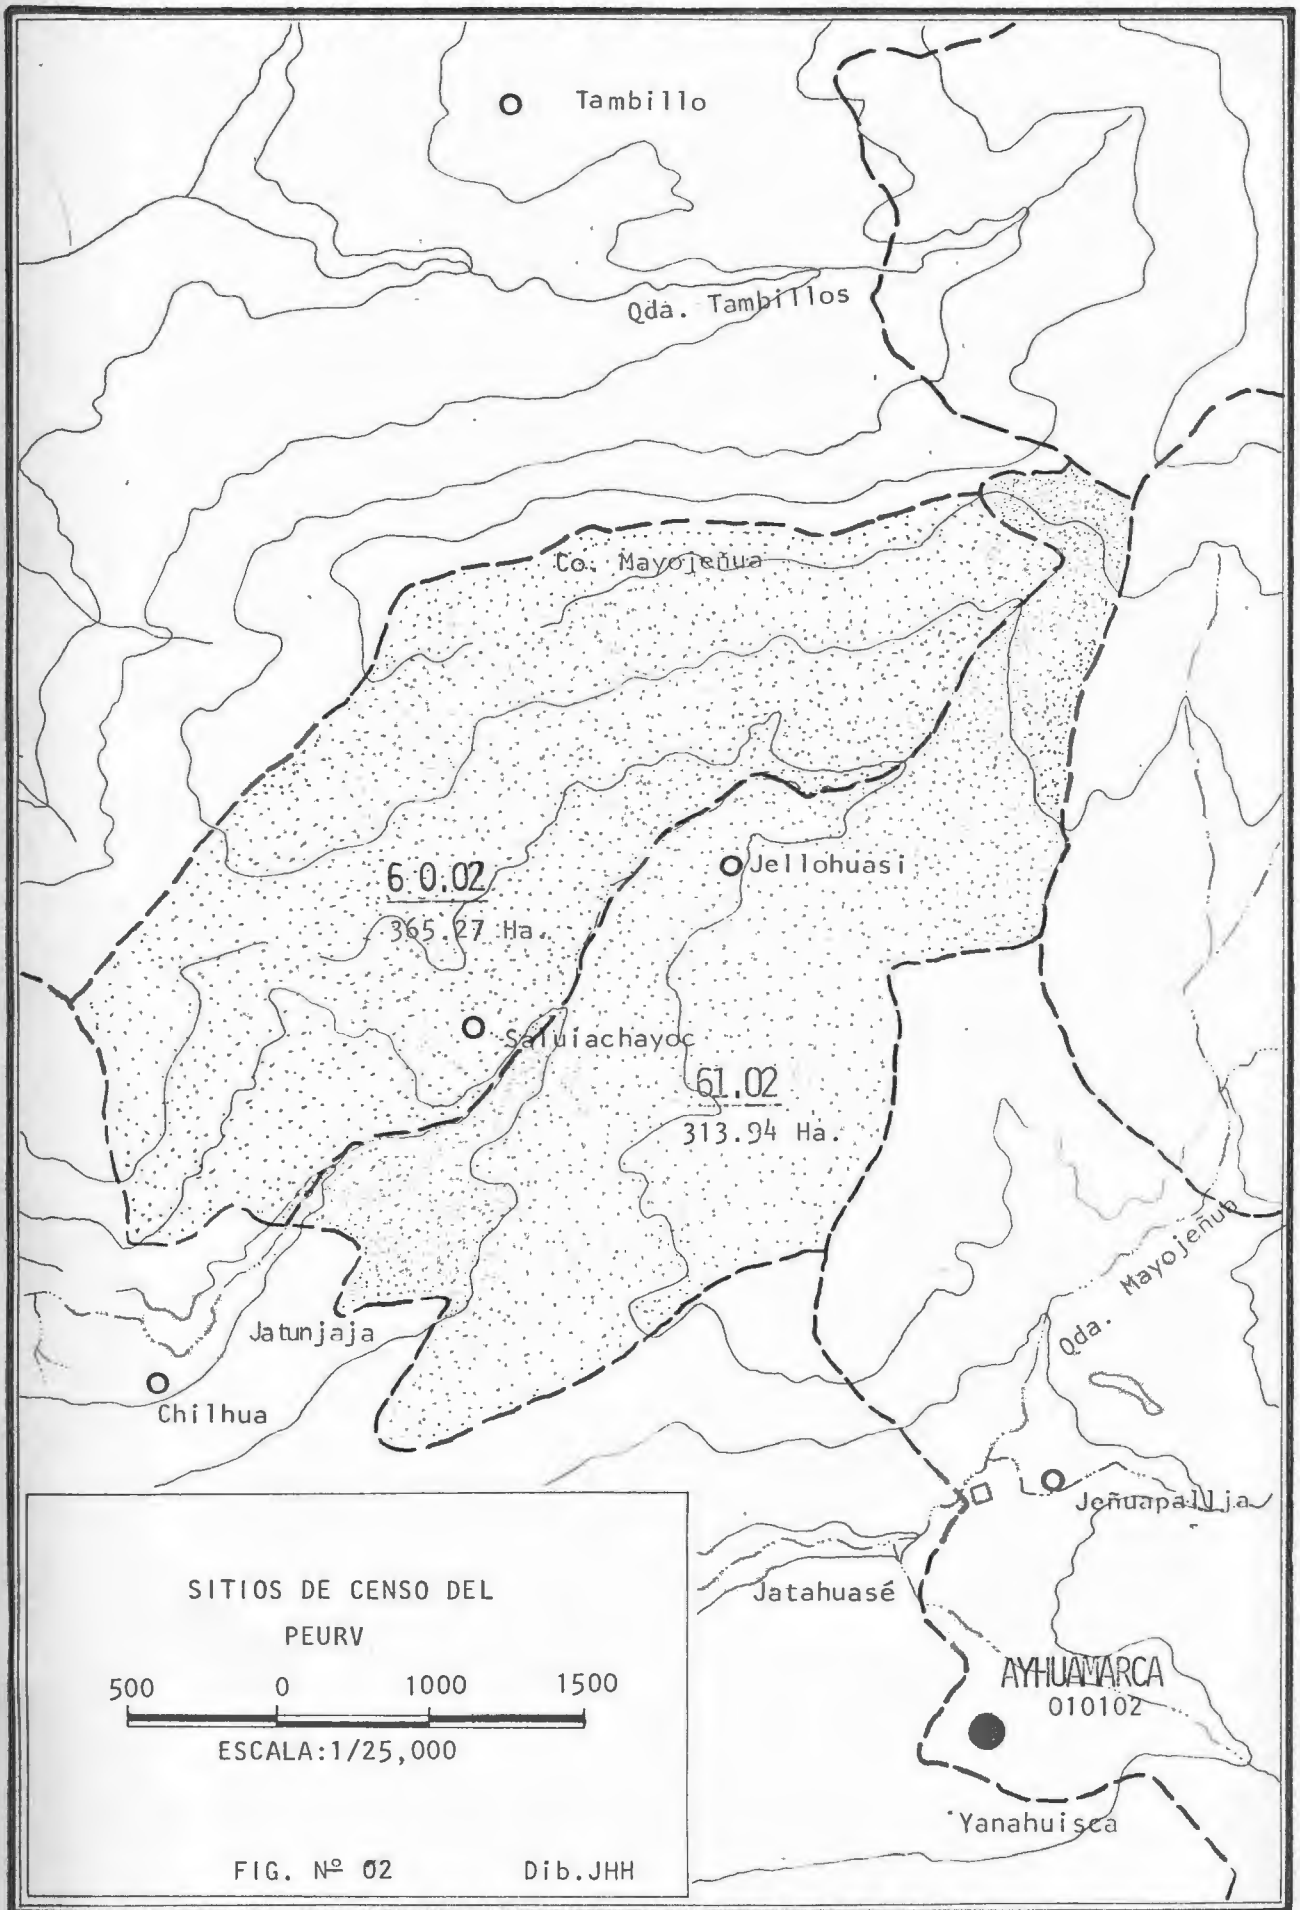 Tambillo
Qda. Tambillos
Co. Mayojeñua
60.02
365.27 Ha.
Jellohuasi
Saluiachayoc
61.02
313.94 Ha.
Qda. Mayojeñua
Jatunjaja
Chilhua
Jeñuapallja
Jatahuasé
AYHUAMARCA
010102
Yanahuisca
SITIOS DE CENSO DEL
PEURV
500 0 1000 1500
ESCALA:1/25,000
FIG. Nº 02 Dib.JHH